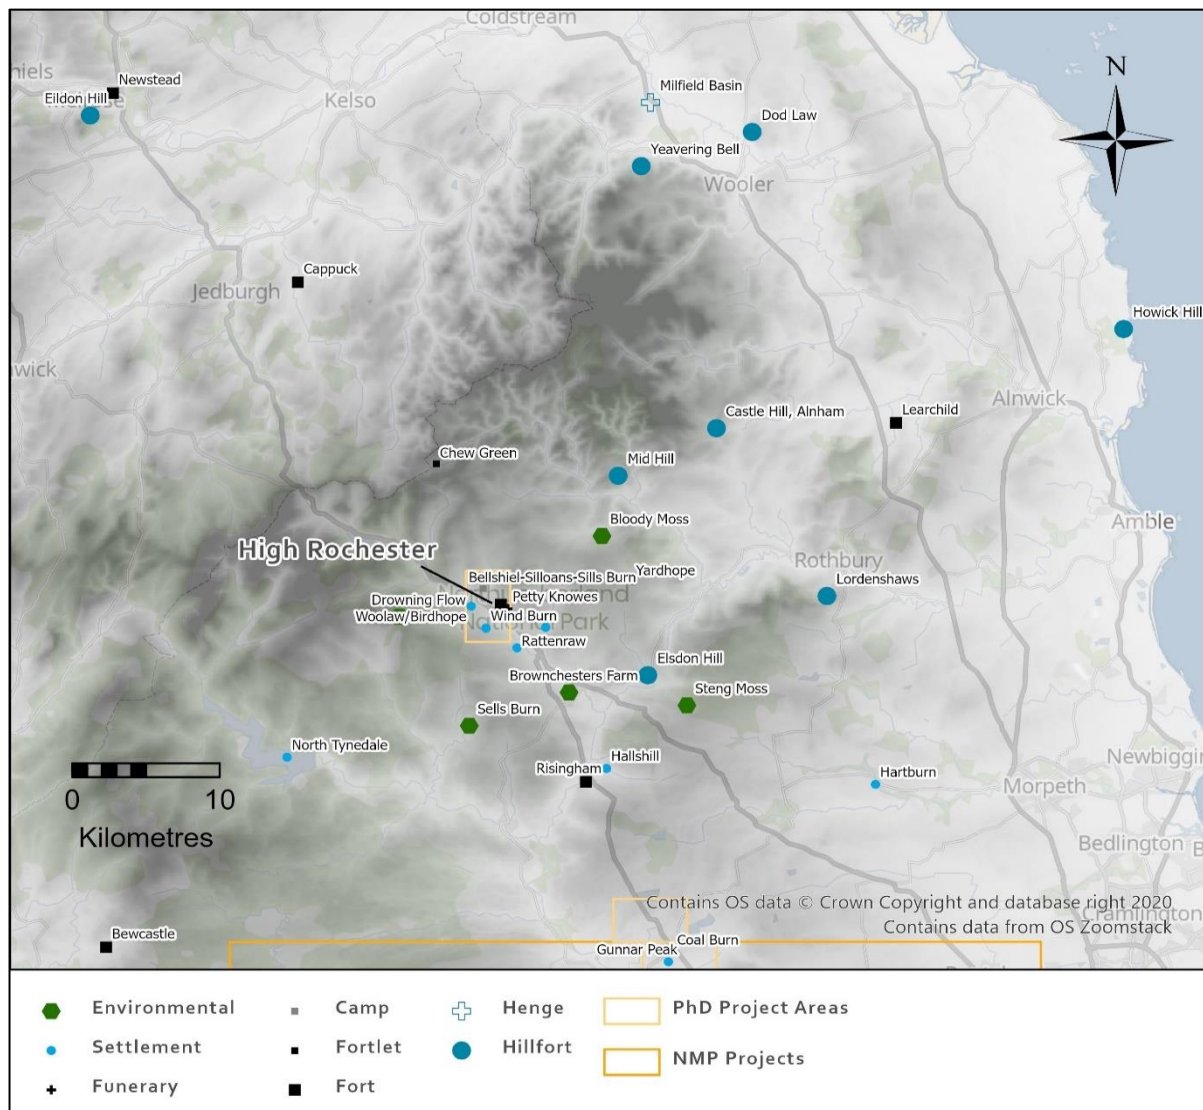 Coldstream
hiels
Newstead
Eildon Hill
Kelso
Milfield Basin
N
Dod Law
Yeavering Bell
Wooler
Cappuck
Jedburgh
Howick Hill
wick
Alnwick
Castle Hill, Alnham
Learchild
Chew Green
Mid Hill
Bloody Moss
Amble
High Rochester
Rothbury
Bellshiel-Silloans-Sills Burn
Yardhope
Lordenshaws
Drowning Flow
Petty Knowes
Woolaw/Birdhope
Wind Burn
National Park
Rattenraw
Elsdon Hill
Brownchesters Farm
Steng Moss
Sells Burn
North Tynedale
Hallshill
Newbiggin
Risingham
Hartburn
Morpeth
0 10
Kilometres
Bedlington
Contains OS data © Crown Copyright and database right 2020
Cramlington
Contains data from OS Zoomstack
Bewcastle
Coal Burn
Gunnar Peak
Environmental
Camp
Henge
PhD Project Areas
Settlement
Fortlet
Hillfort
NMP Projects
Funerary
Fort